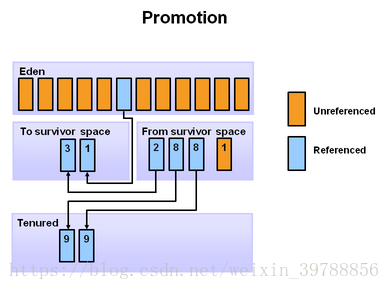 Promotion
Eden
Unreferenced
Referenced
To survivor space
From survivor space
3 1
2 8 8 1
Tenured
9 9
https://blog.csdn.net/weixin_39788856